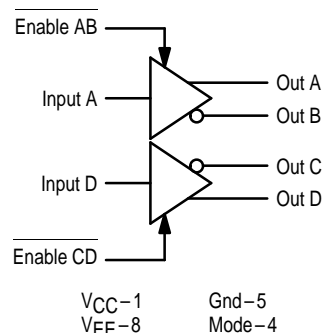 Enable AB
Input A
Out A
Out B
Input D
Out C
Out D
Enable CD
VCC–1 Gnd–5
VEE–8 Mode–4